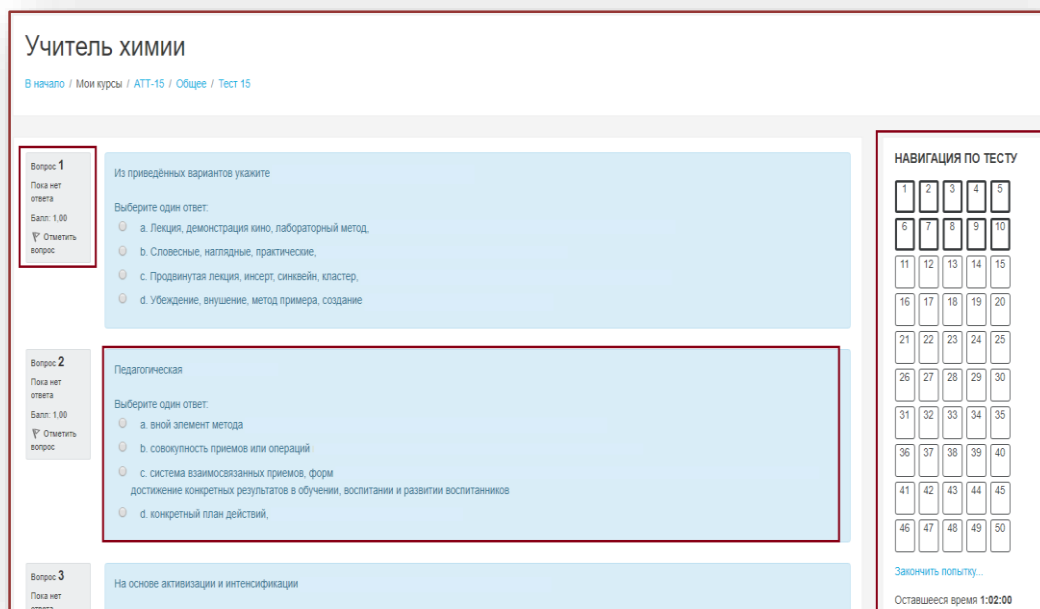 Учитель химии
В начало / Мои курсы / АТТ-15 / Общее / Тест 15
Вопрос 1
Пока нет
ответа
Балл: 1,00
Отметить
вопрос
Из приведённых вариантов укажите
Выберите один ответ:
a. Лекция, демонстрация кино, лабораторный метод,
b. Словесные, наглядные, практические,
c. Продвинутая лекция, инсерт, синквейн, кластер,
d. Убеждение, внушение, метод примера, создание
Вопрос 2
Пока нет
ответа
Балл: 1,00
Отметить
вопрос
Педагогическая
Выберите один ответ:
a. вной элемент метода
b. совокупность приемов или операций
c. система взаимосвязанных приемов, форм
достижение конкретных результатов в обучении, воспитании и развитии воспитанников
d. конкретный план действий,
Вопрос 3
Пока нет
ответа
На основе активизации и интенсификации
НАВИГАЦИЯ ПО ТЕСТУ
1 2 3 4 5
6 7 8 9 10
11 12 13 14 15
16 17 18 19 20
21 22 23 24 25
26 27 28 29 30
31 32 33 34 35
36 37 38 39 40
41 42 43 44 45
46 47 48 49 50
Закончить попытку...
Оставшееся время 1:02:00